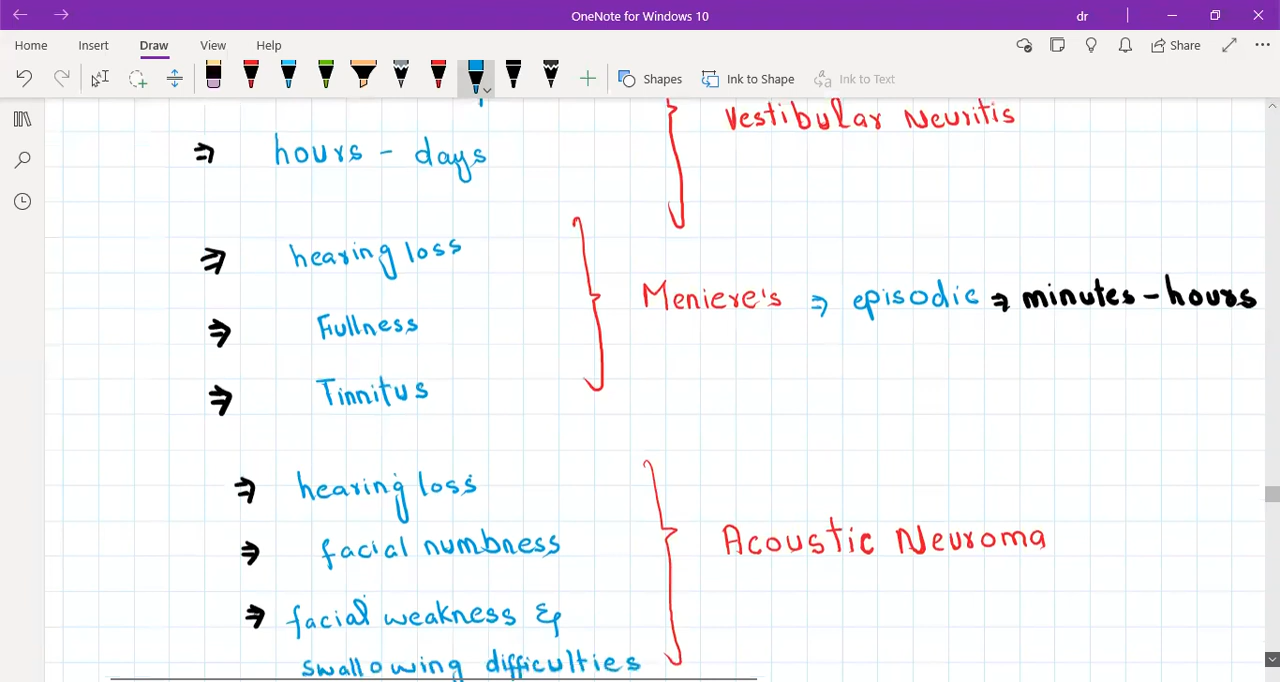 OneNote for Windows 10
dr
Home Insert Draw View Help
Share
Shapes
Ink to Shape
Ink to Text
Vestibular Neuritis
⇒ hours - days
⇒ hearing loss
⇒ Fullness
⇒ Tinnitus
Meniere's ⇒ episodic ⇒ minutes - hours
⇒ hearing loss
⇒ facial numbness
⇒ facial weakness &
swallowing difficulties
Acoustic Neuroma